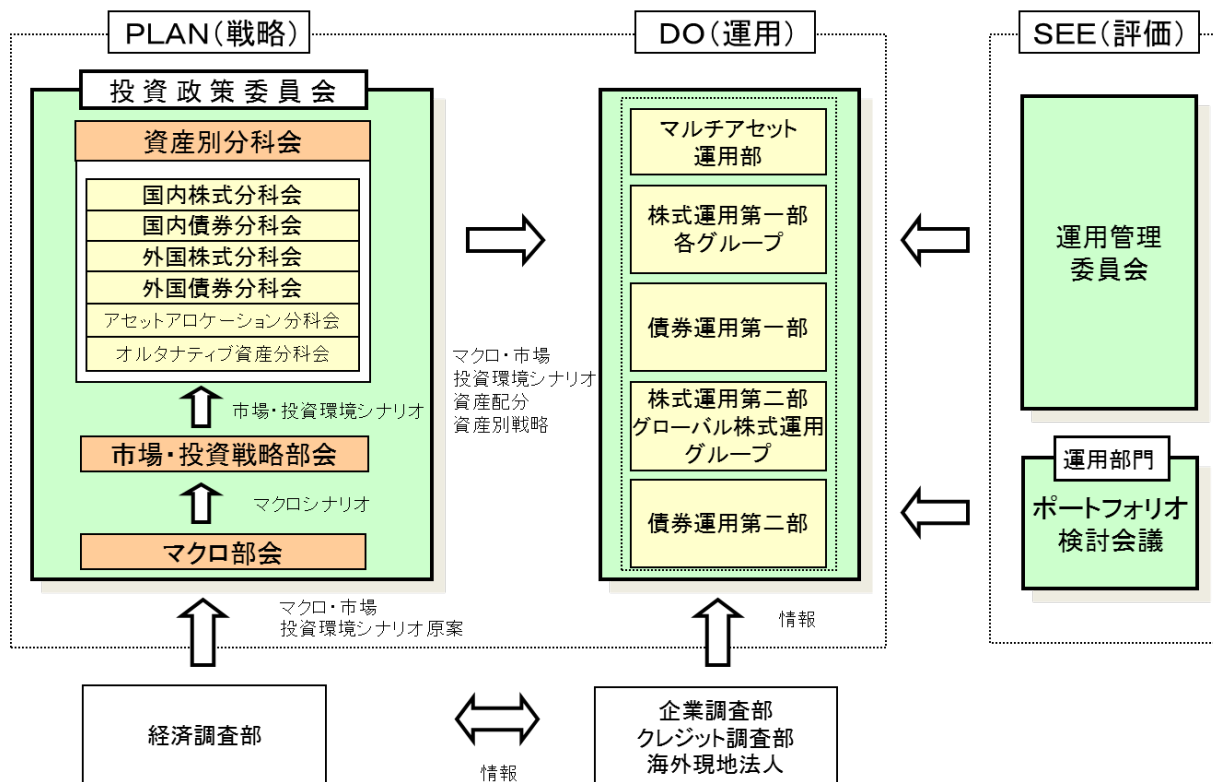 PLAN(戦略)
投資政策委員会
資産別分科会
国内株式分科会
国内債券分科会
外国株式分科会
外国債券分科会
アセットアロケーション分科会
オルタナティブ資産分科会
市場・投資環境シナリオ
市場・投資戦略部会
マクロシナリオ
マクロ部会
マクロ・市場
投資環境シナリオ原案
経済調査部
マクロ・市場
投資環境シナリオ
資産配分
資産別戦略
DO(運用)
マルチアセット
運用部
株式運用第一部
各グループ
債券運用第一部
株式運用第二部
グローバル株式運用
グループ
債券運用第二部
情報
企業調査部
クレジット調査部
海外現地法人
情報
SEE(評価)
運用管理
委員会
運用部門
ポートフォリオ
検討会議